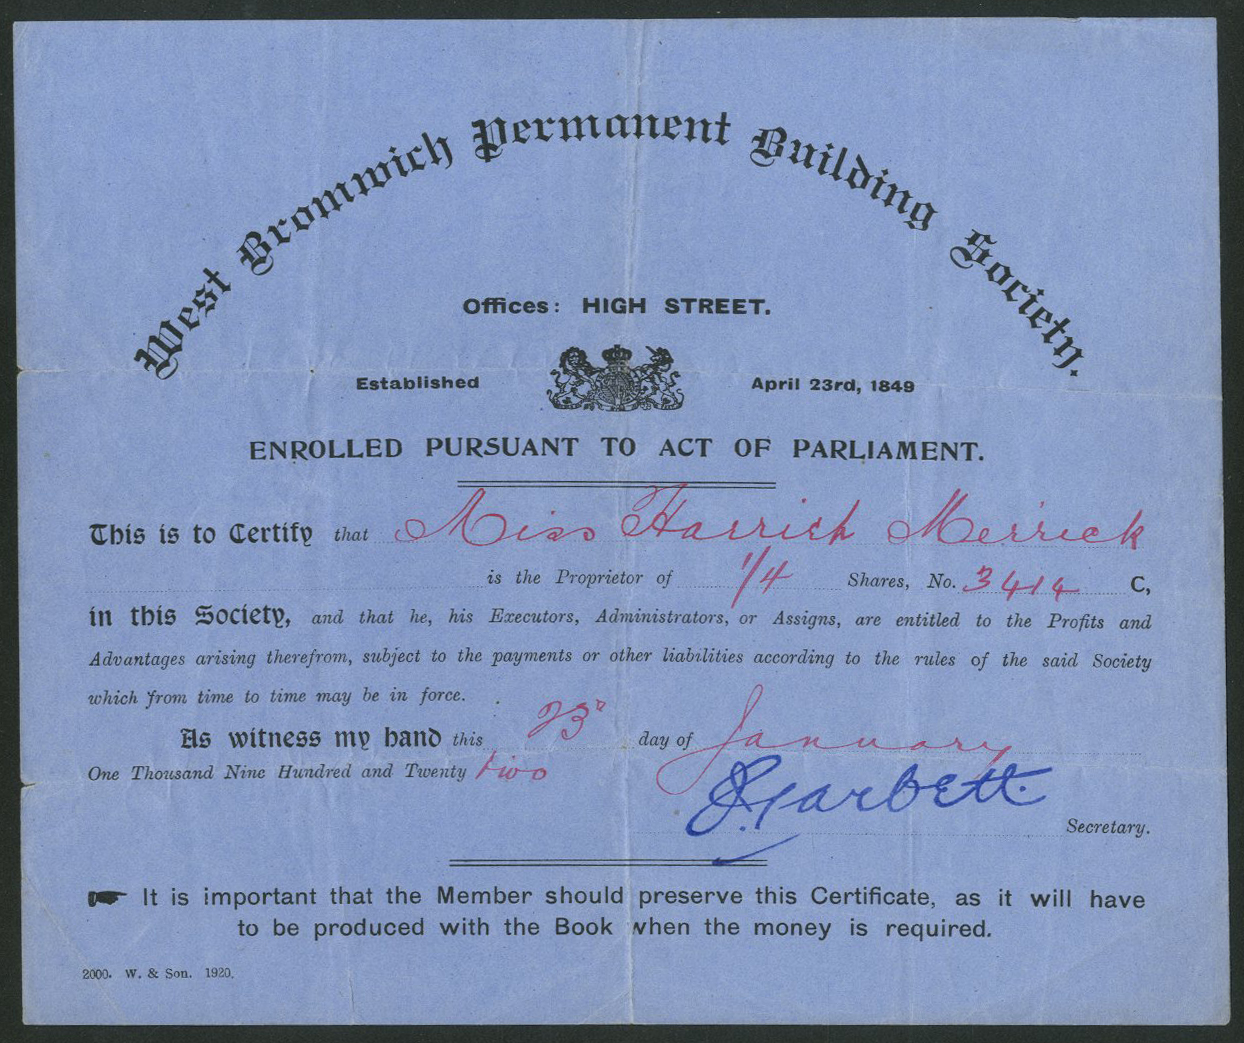 West Bromwich Permanent Building Society.
Offices: HIGH STREET.
Established April 23rd, 1849
ENROLLED PURSUANT TO ACT OF PARLIAMENT.
This is to Certify that Miss Harrich Merrick
is the Proprietor of 1/4 Shares, No. 3414 C,
in this Society, and that he, his Executors, Administrators, or Assigns, are entitled to the Profits and
Advantages arising therefrom, subject to the payments or other liabilities according to the rules of the said Society
which from time to time may be in force.
As witness my hand this 23rd day of January
One Thousand Nine Hundred and Twenty two
J. Garbett.
Secretary.
It is important that the Member should preserve this Certificate, as it will have
to be produced with the Book when the money is required.
2000. W. & Son. 1920.